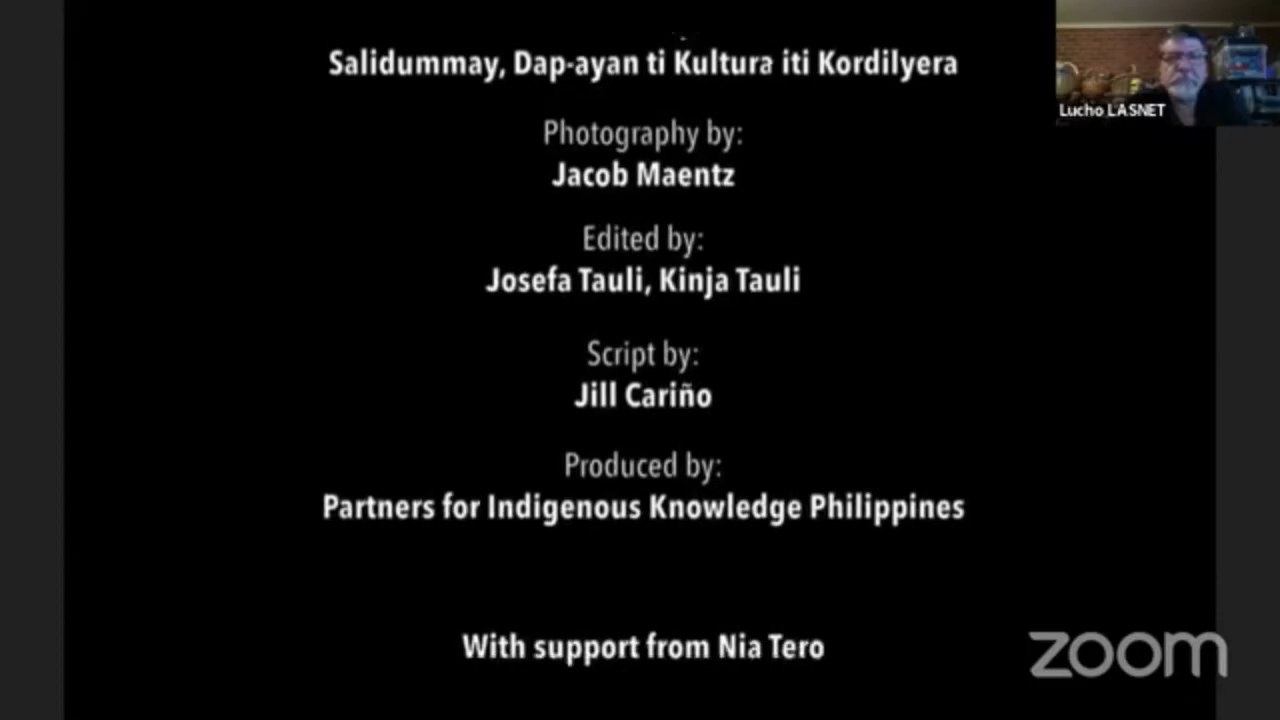 Salidummay, Dap-ayan ti Kultura iti Kordilyera
Photography by:
Jacob Maentz
Edited by:
Josefa Tauli, Kinja Tauli
Script by:
Jill Cariño
Produced by:
Partners for Indigenous Knowledge Philippines
With support from Nia Tero
Lucho LASNET
zoom